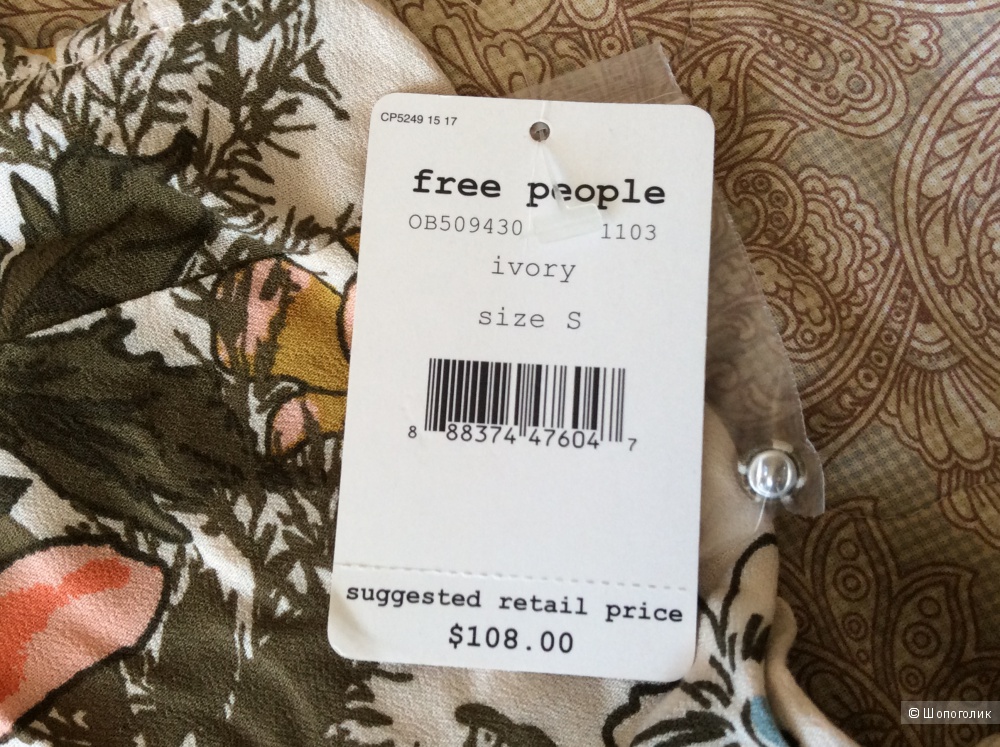 CP5249 15 17
free people
OB509430 1103
ivory
size S
8 88374 47604 7
suggested retail price
$108.00
© Шопоголик